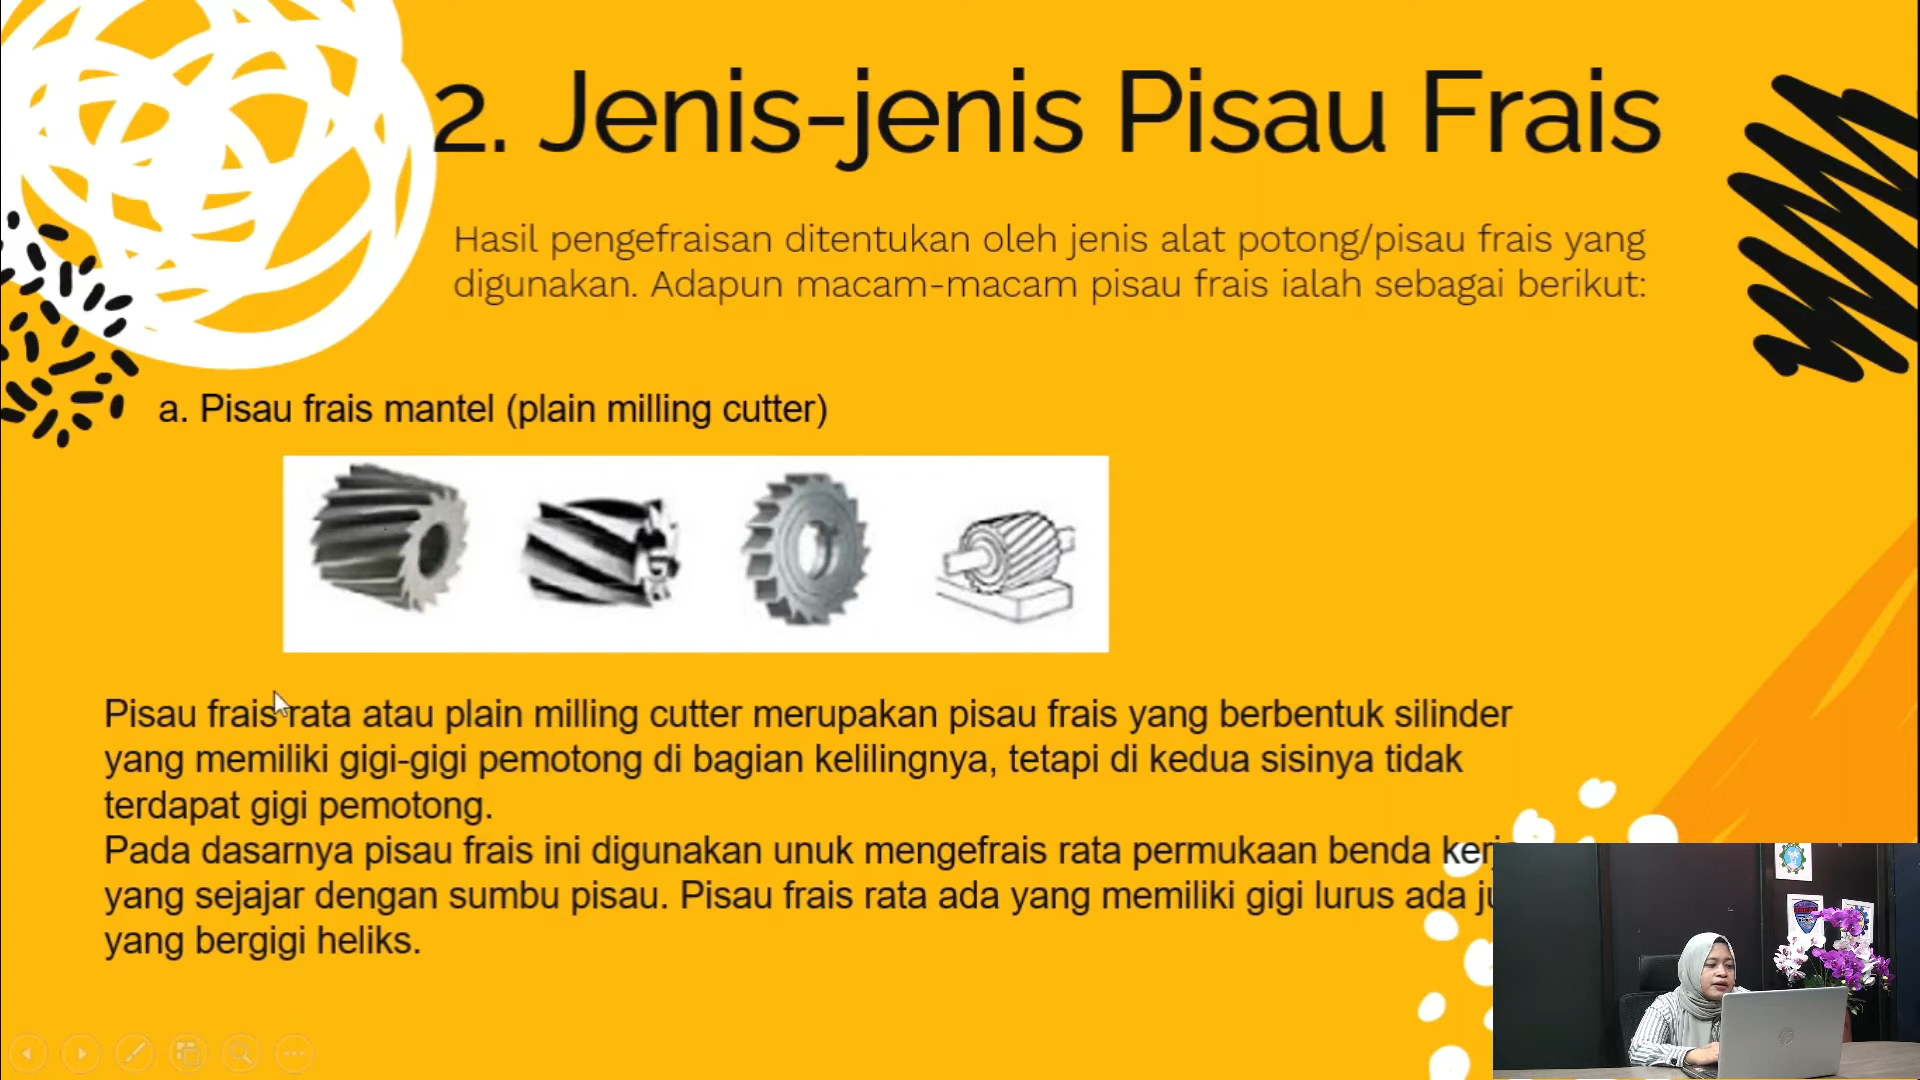 2. Jenis-jenis Pisau Frais
Hasil pengefraisan ditentukan oleh jenis alat potong/pisau frais yang
digunakan. Adapun macam-macam pisau frais ialah sebagai berikut:
a. Pisau frais mantel (plain milling cutter)
Pisau frais rata atau plain milling cutter merupakan pisau frais yang berbentuk silinder
yang memiliki gigi-gigi pemotong di bagian kelilingnya, tetapi di kedua sisinya tidak
terdapat gigi pemotong.
Pada dasarnya pisau frais ini digunakan unuk mengefrais rata permukaan benda
yang sejajar dengan sumbu pisau. Pisau frais rata ada yang memiliki gigi lurus ada
yang bergigi heliks.